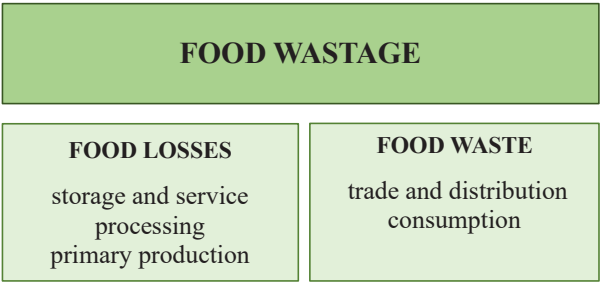 FOOD WASTAGE
FOOD LOSSES
storage and service
processing
primary production
FOOD WASTE
trade and distribution
consumption